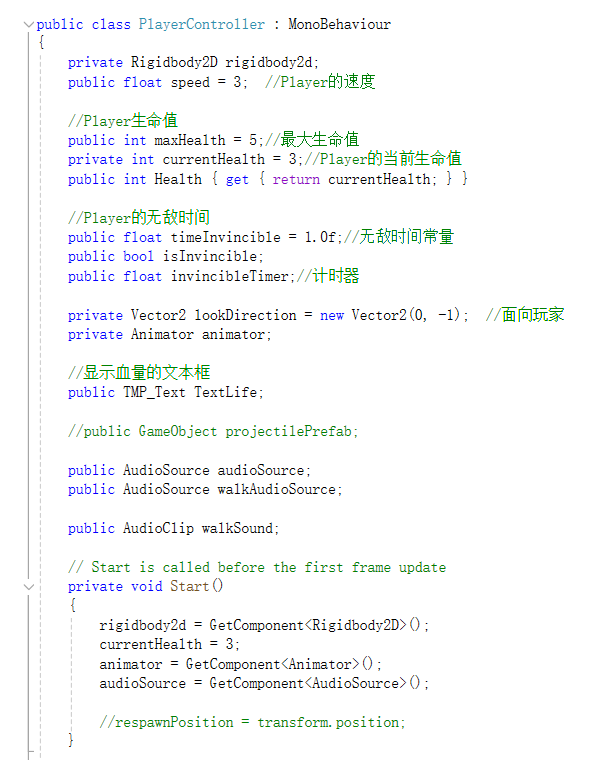 public class PlayerController : MonoBehaviour
{
    private Rigidbody2D rigidbody2d;
    public float speed = 3;  //Player的速度
    //Player生命值
    public int maxHealth = 5;//最大生命值
    private int currentHealth = 3;//Player的当前生命值
    public int Health { get { return currentHealth; } }
    //Player的无敌时间
    public float timeInvincible = 1.0f;//无敌时间常量
    public bool isInvincible;
    public float invincibleTimer;//计时器
    private Vector2 lookDirection = new Vector2(0, -1);  //面向玩家
    private Animator animator;
    //显示血量的文本框
    public TMP_Text TextLife;
    //public GameObject projectilePrefab;
    public AudioSource audioSource;
    public AudioSource walkAudioSource;
    public AudioClip walkSound;
    // Start is called before the first frame update
    private void Start()
    {
        rigidbody2d = GetComponent<Rigidbody2D>();
        currentHealth = 3;
        animator = GetComponent<Animator>();
        audioSource = GetComponent<AudioSource>();
        //respawnPosition = transform.position;
    }